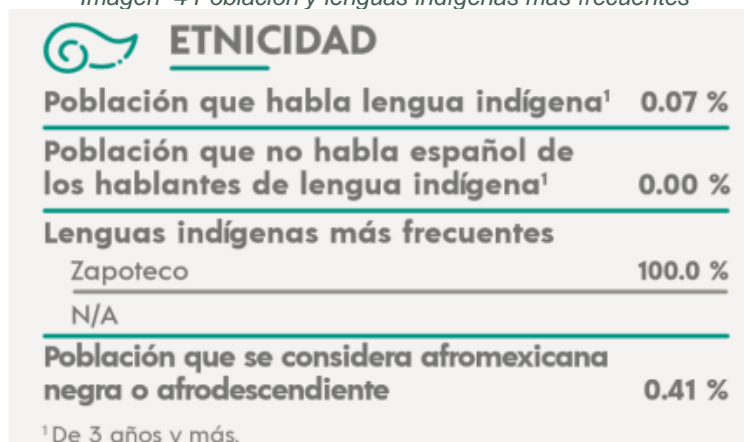 Imagen 4 Población y lenguas indígenas más frecuentes
ETNICIDAD
Población que habla lengua indígena¹ 0.07 %
Población que no habla español de
los hablantes de lengua indígena¹ 0.00 %
Lenguas indígenas más frecuentes
Zapoteco 100.0 %
N/A
Población que se considera afromexicana
negra o afrodescendiente 0.41 %
¹ De 3 años y más.